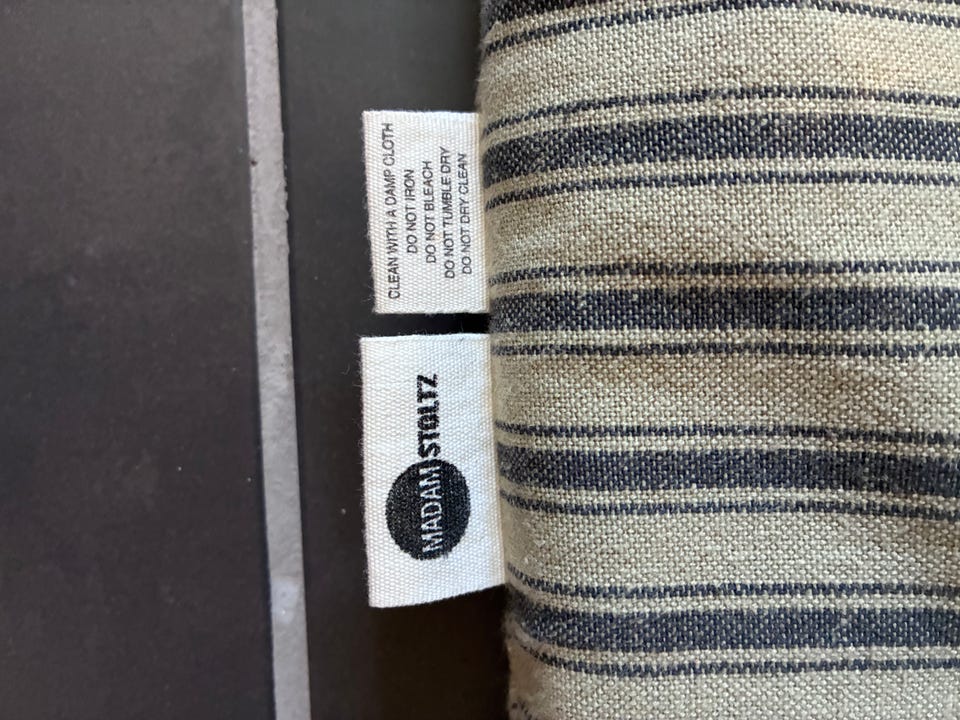 CLEAN WITH A DAMP CLOTH
DO NOT IRON
DO NOT BLEACH
DO NOT TUMBLE DRY
DO NOT DRY CLEAN
MADAM STOLTZ